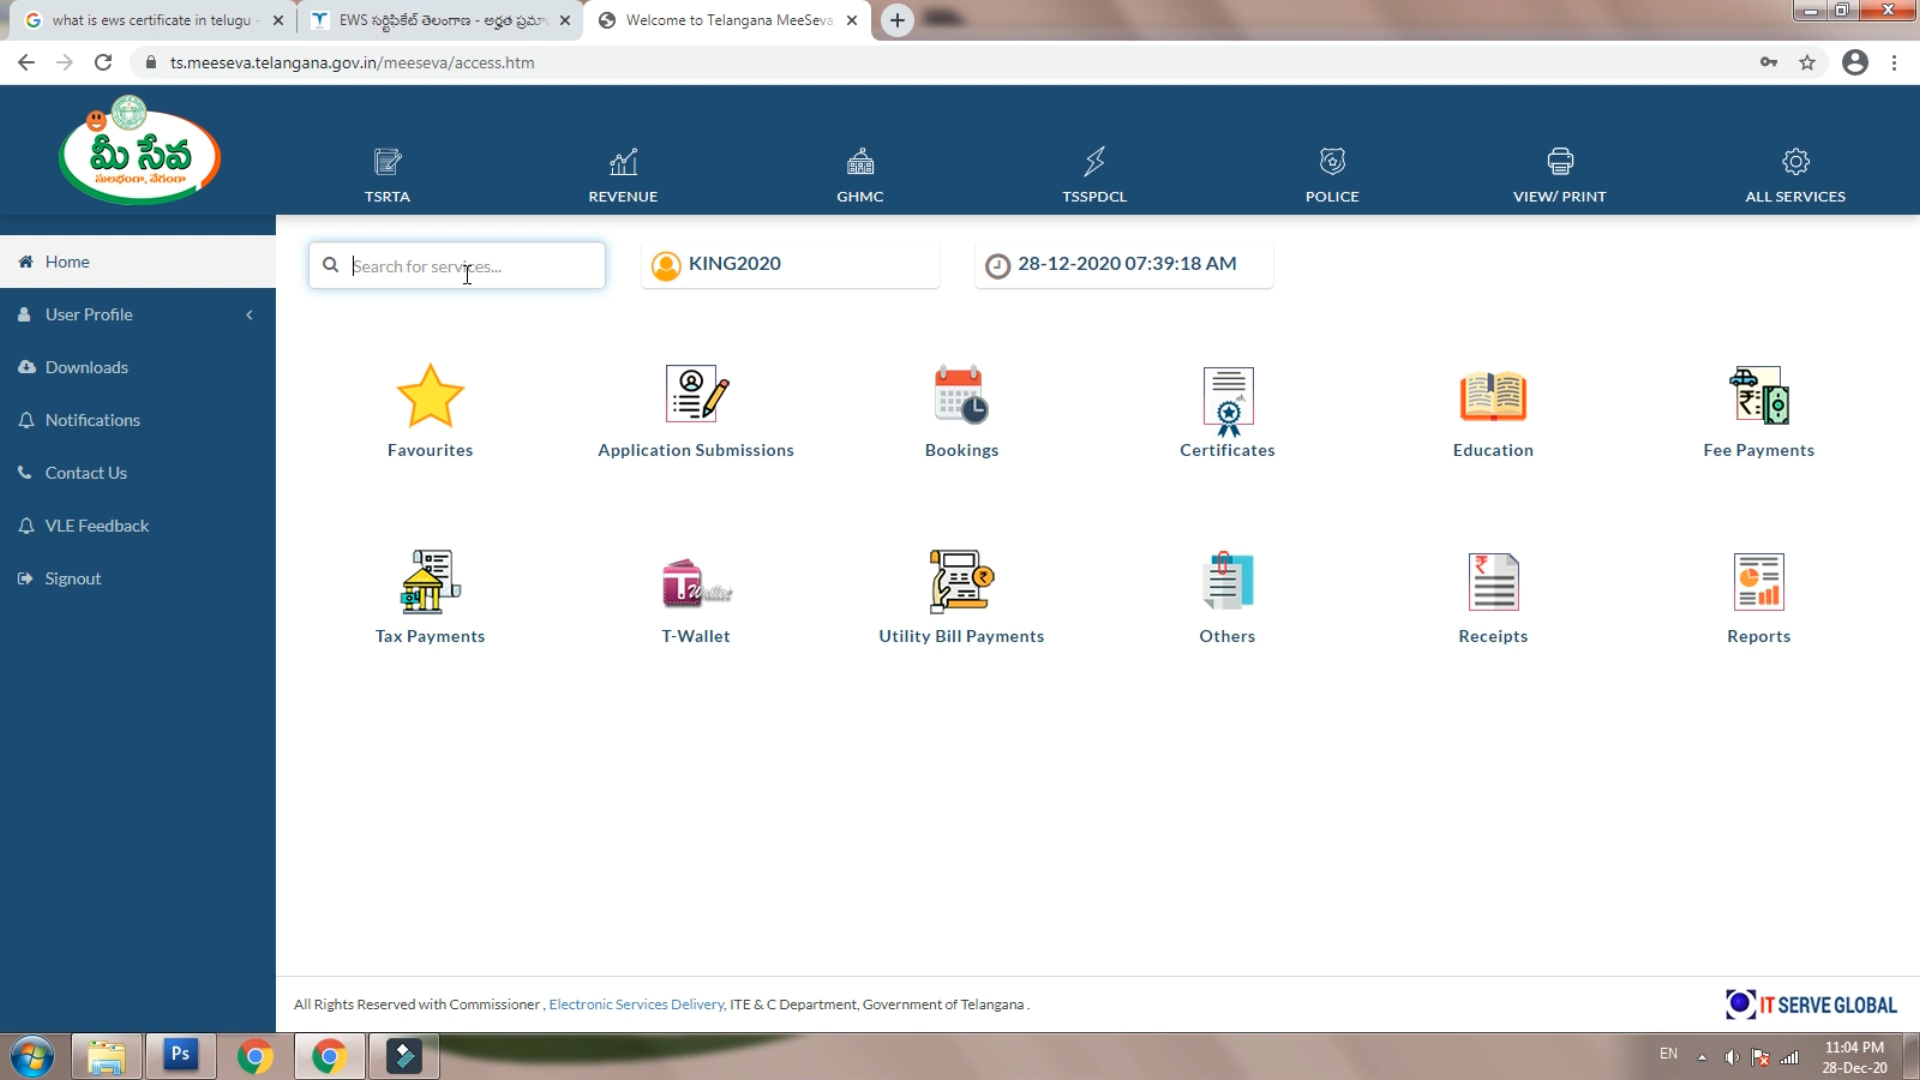 what is ews certificate in telugu -
EWS సర్టిఫికేట్ తెలంగాణ - అర్హత ప్రమా
Welcome to Telangana MeeSeva
ts.meeseva.telangana.gov.in/meeseva/access.htm
మీ సేవ
సులభంగా, వేగంగా
TSRTA
REVENUE
GHMC
TSSPDCL
POLICE
VIEW/ PRINT
ALL SERVICES
Home
User Profile
Downloads
Notifications
Contact Us
VLE Feedback
Signout
Search for services...
KING2020
28-12-2020 07:39:18 AM
Favourites
Application Submissions
Bookings
Certificates
Education
Fee Payments
T Wallet
Tax Payments
T-Wallet
Utility Bill Payments
Others
Receipts
Reports
All Rights Reserved with Commissioner , Electronic Services Delivery, ITE & C Department, Government of Telangana .
IT SERVE GLOBAL
Ps
EN
11:04 PM
28-Dec-20